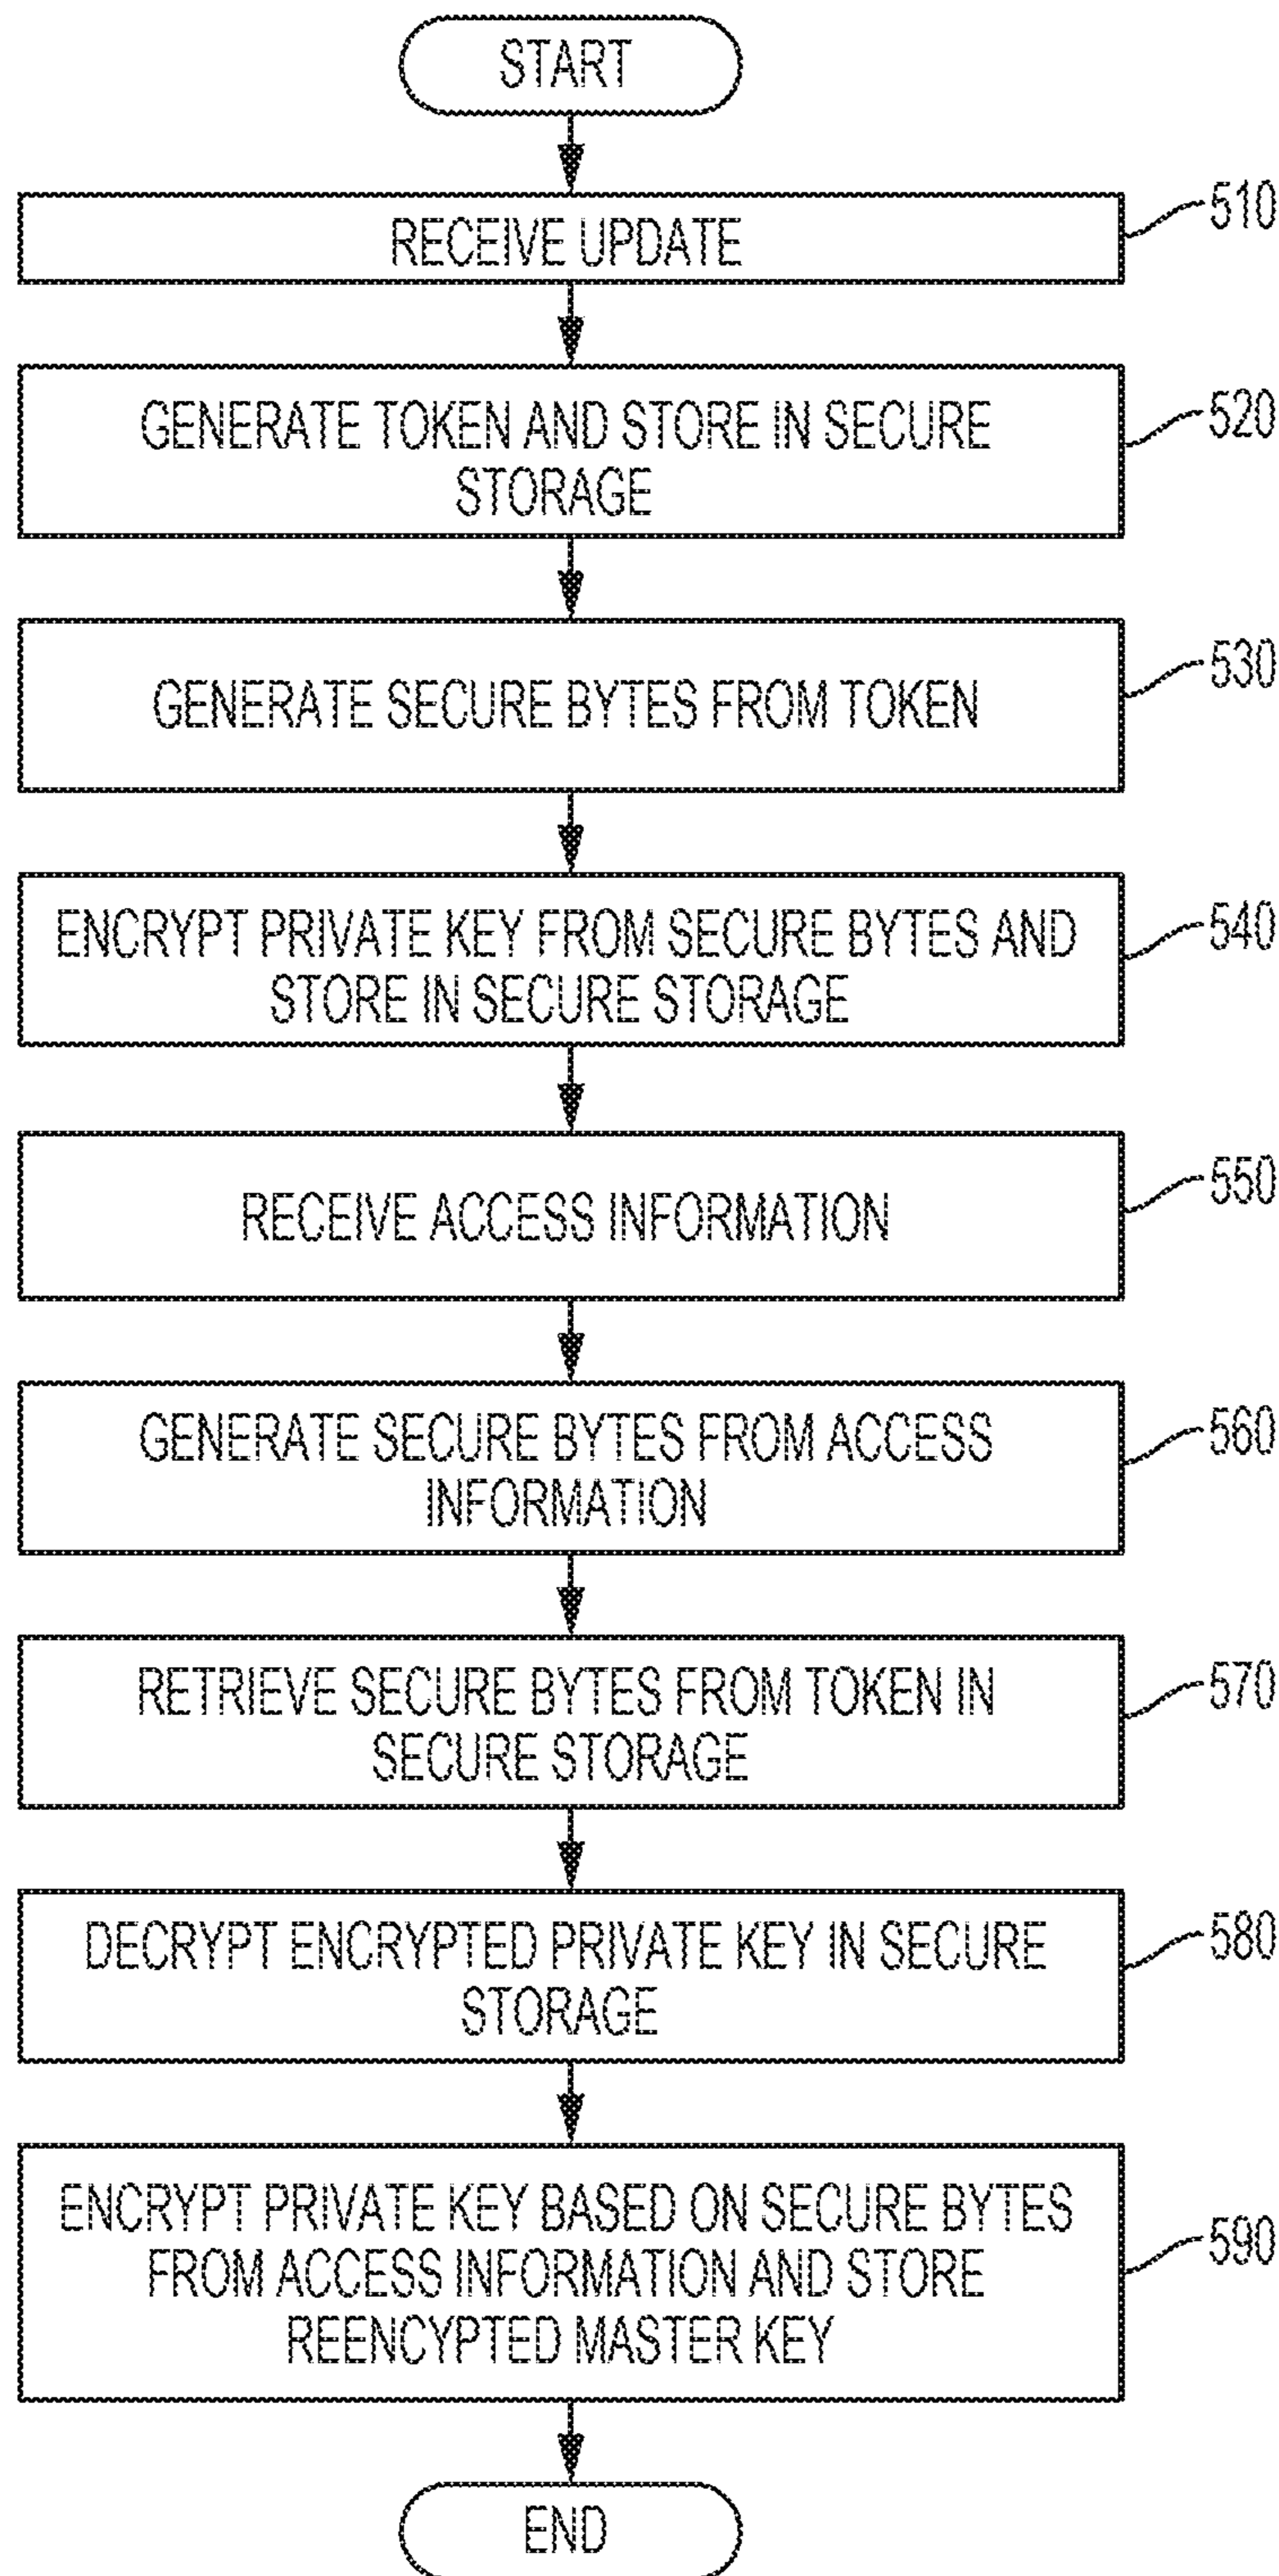 START
RECEIVE UPDATE
510
GENERATE TOKEN AND STORE IN SECURE
STORAGE
520
GENERATE SECURE BYTES FROM TOKEN
530
ENCRYPT PRIVATE KEY FROM SECURE BYTES AND
STORE IN SECURE STORAGE
540
RECEIVE ACCESS INFORMATION
550
GENERATE SECURE BYTES FROM ACCESS
INFORMATION
560
RETRIEVE SECURE BYTES FROM TOKEN IN
SECURE STORAGE
570
DECRYPT ENCRYPTED PRIVATE KEY IN SECURE
STORAGE
580
ENCRYPT PRIVATE KEY BASED ON SECURE BYTES
FROM ACCESS INFORMATION AND STORE
REENCYPTED MASTER KEY
590
END